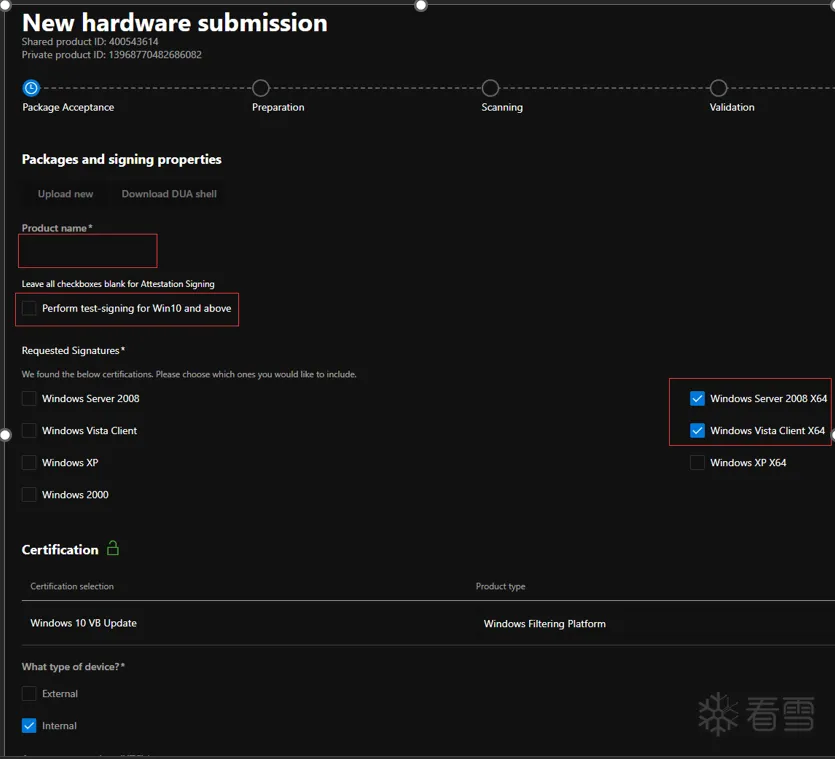 New hardware submission
Shared product ID: 400543614
Private product ID: 13968770482686082
Package Acceptance
Preparation
Scanning
Validation
Packages and signing properties
Upload new
Download DUA shell
Product name*
Leave all checkboxes blank for Attestation Signing
Perform test-signing for Win10 and above
Requested Signatures*
We found the below certifications. Please choose which ones you would like to include.
Windows Server 2008
Windows Server 2008 X64
Windows Vista Client
Windows Vista Client X64
Windows XP
Windows XP X64
Windows 2000
Certification
Certification selection
Product type
Windows 10 VB Update
Windows Filtering Platform
What type of device?*
External
Internal
看雪